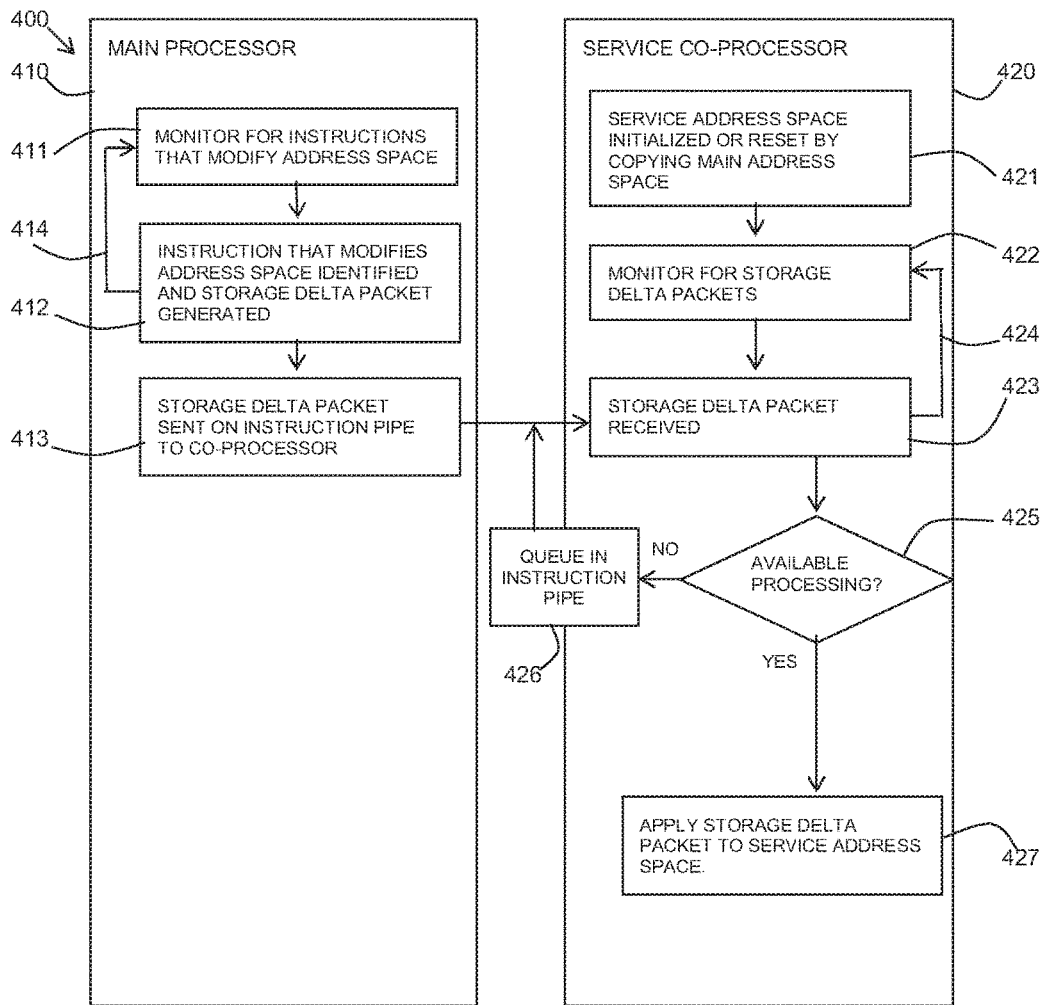 400
MAIN PROCESSOR
410
MONITOR FOR INSTRUCTIONS
THAT MODIFY ADDRESS SPACE
411
414
INSTRUCTION THAT MODIFIES
ADDRESS SPACE IDENTIFIED
AND STORAGE DELTA PACKET
GENERATED
412
STORAGE DELTA PACKET
SENT ON INSTRUCTION PIPE
TO CO-PROCESSOR
413
SERVICE CO-PROCESSOR
420
SERVICE ADDRESS SPACE
INITIALIZED OR RESET BY
COPYING MAIN ADDRESS
SPACE
421
422
MONITOR FOR STORAGE
DELTA PACKETS
424
STORAGE DELTA PACKET
RECEIVED
423
425
AVAILABLE
PROCESSING?
NO
QUEUE IN
INSTRUCTION
PIPE
426
YES
APPLY STORAGE DELTA
PACKET TO SERVICE ADDRESS
SPACE.
427